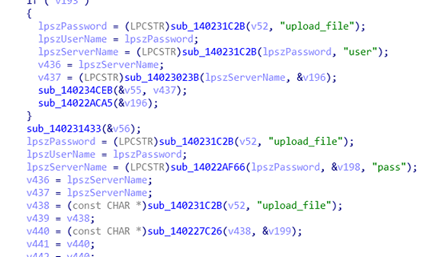 if ( v193 )
{
lpszPassword = (LPCSTR)sub_140231C2B(v52, "upload_file");
lpszUserName = lpszPassword;
lpszServerName = (LPCSTR)sub_140231C2B(lpszPassword, "user");
v436 = lpszServerName;
v437 = (LPCSTR)sub_14023023B(lpszServerName, &v196);
sub_140234CEB(&v55, v437);
sub_14022ACA5(&v196);
}
sub_140231433(&v56);
lpszPassword = (LPCSTR)sub_140231C2B(v52, "upload_file");
lpszUserName = lpszPassword;
lpszServerName = (LPCSTR)sub_14022AF66(lpszPassword, &v198, "pass");
v436 = lpszServerName;
v437 = lpszServerName;
v438 = (const CHAR *)sub_140231C2B(v52, "upload_file");
v439 = v438;
v440 = (const CHAR *)sub_140227C26(v438, &v199);
v441 = v440;
v442 = v440;